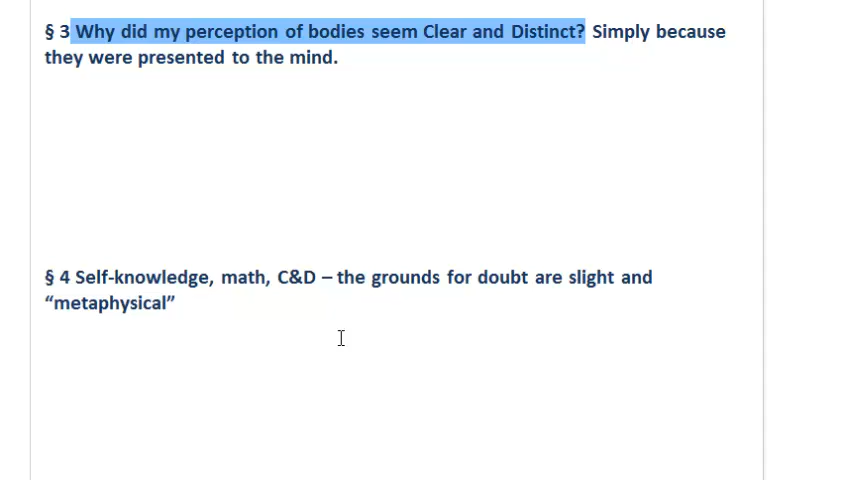 § 3 Why did my perception of bodies seem Clear and Distinct? Simply because
they were presented to the mind.
§ 4 Self-knowledge, math, C&D – the grounds for doubt are slight and
“metaphysical”